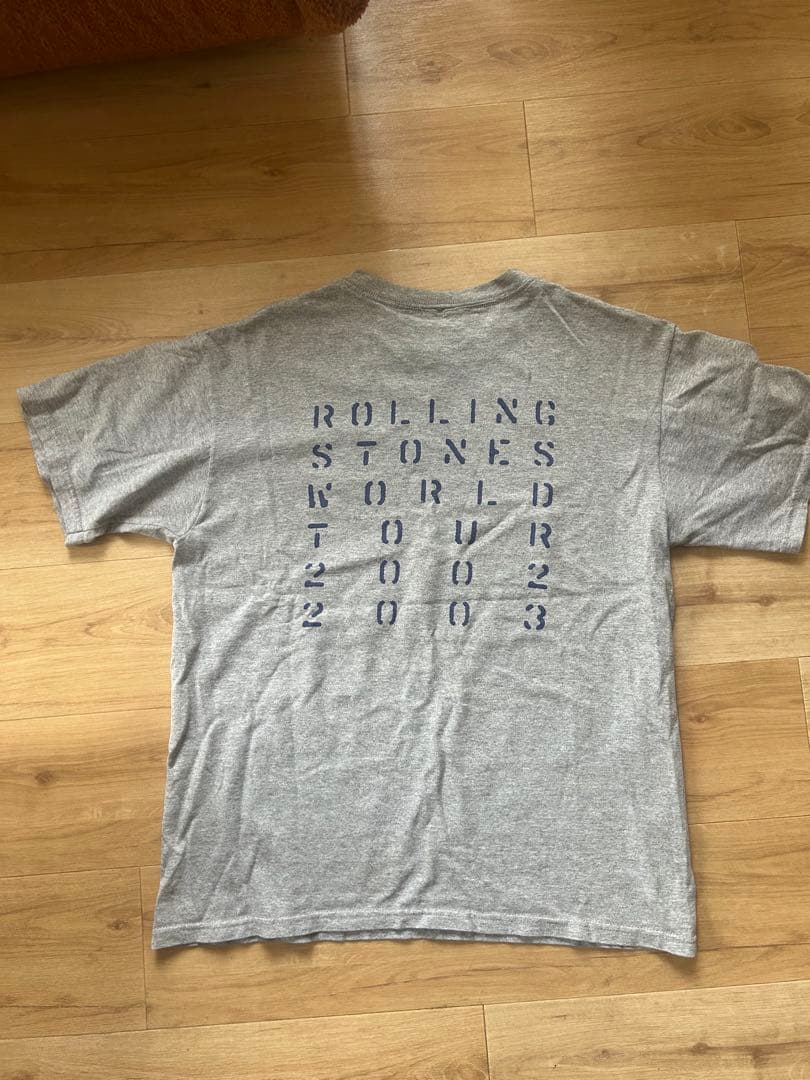 ROLLING
STONES
WORLD
TOUR
2002
2003